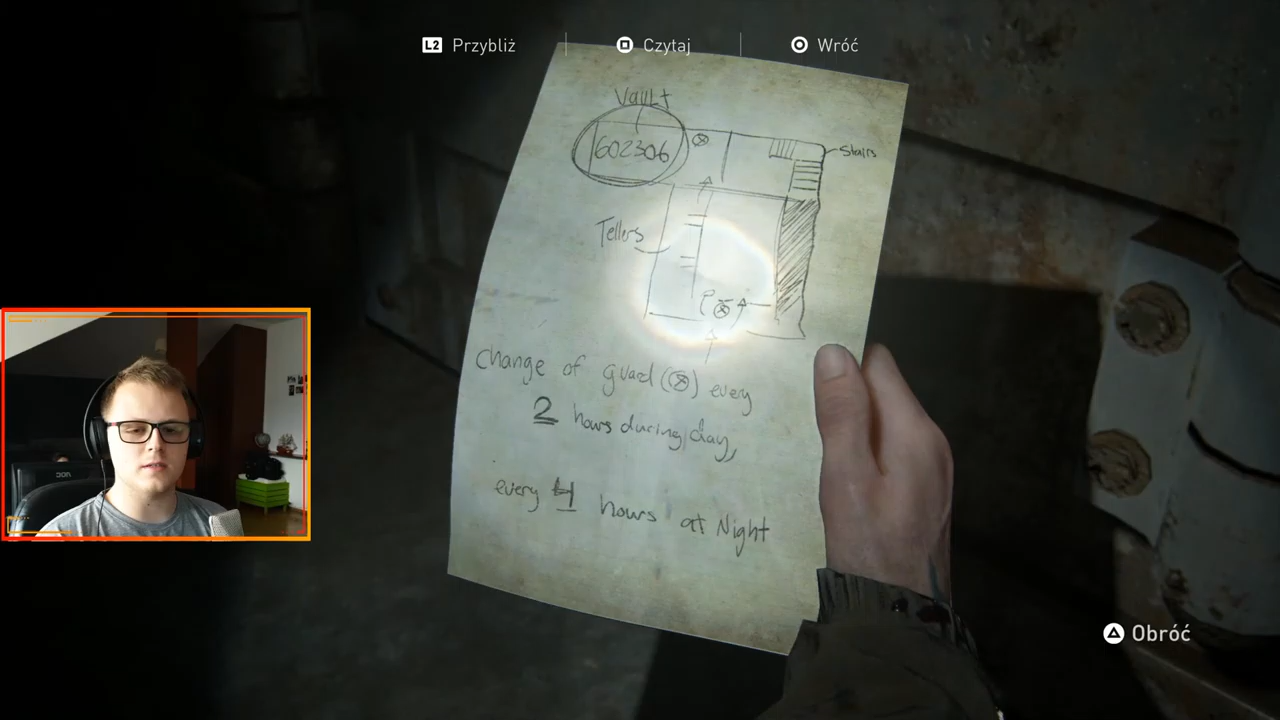 L2 Przybliż
Czytaj
Wróć
Vault
602306
Stairs
Tellers
Change of guard (⊗) every
2 hours during day,
every 4 hours at Night
Obróć